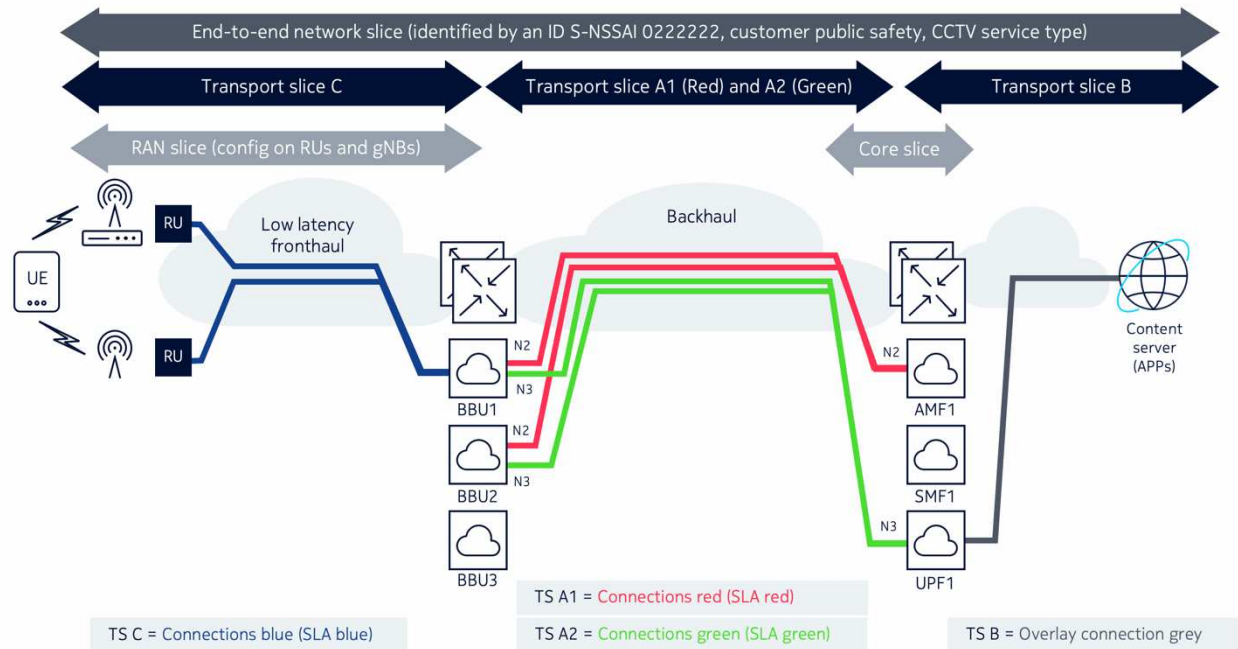 End-to-end network slice (identified by an ID S-NSSAI 0222222, customer public safety, CCTV service type)
Transport slice C
Transport slice A1 (Red) and A2 (Green)
Transport slice B
RAN slice (config on RUs and gNBs)
Core slice
RU
Low latency
fronthaul
Backhaul
UE
RU
N2
N3
BBU1
N2
N3
BBU2
BBU3
N2
AMF1
SMF1
N3
UPF1
Content
server
(APPs)
TS A1 = Connections red (SLA red)
TS C = Connections blue (SLA blue)
TS A2 = Connections green (SLA green)
TS B = Overlay connection grey